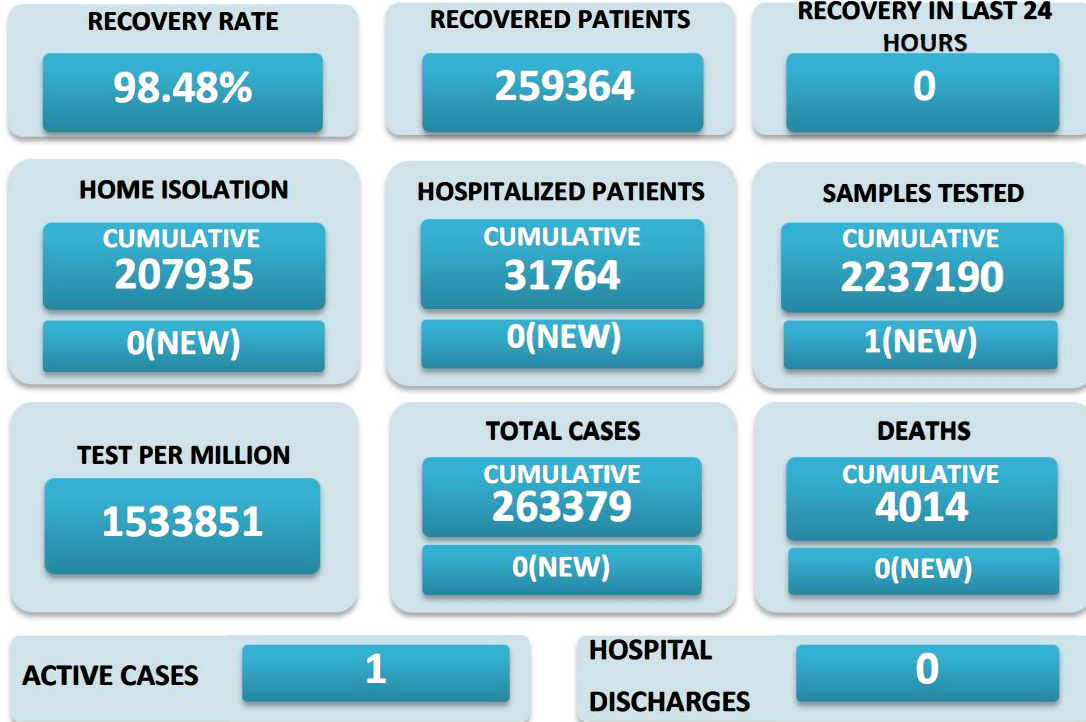 RECOVERY RATE
98.48%
RECOVERED PATIENTS
259364
RECOVERY IN LAST 24
HOURS
0
HOME ISOLATION
CUMULATIVE
207935
0(NEW)
HOSPITALIZED PATIENTS
CUMULATIVE
31764
0(NEW)
SAMPLES TESTED
CUMULATIVE
2237190
1(NEW)
TEST PER MILLION
1533851
TOTAL CASES
CUMULATIVE
263379
0(NEW)
DEATHS
CUMULATIVE
4014
0(NEW)
ACTIVE CASES
1
HOSPITAL
DISCHARGES
0